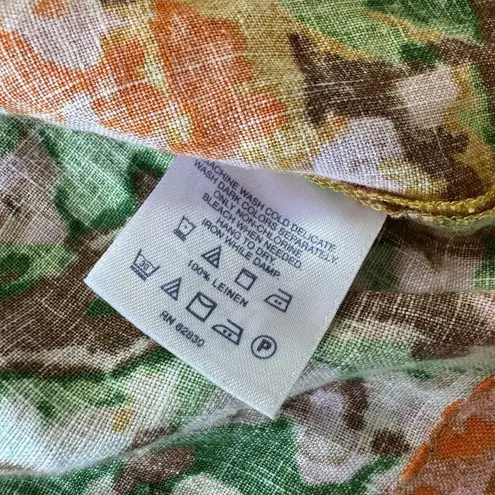 MACHINE WASH COLD DELICATE.
WASH DARK COLORS SEPARATELY.
ONLY NON-CHLORINE
BLEACH WHEN NEEDED.
HANG TO DRY.
IRON WHILE DAMP.
100% LEINEN
RN 62830